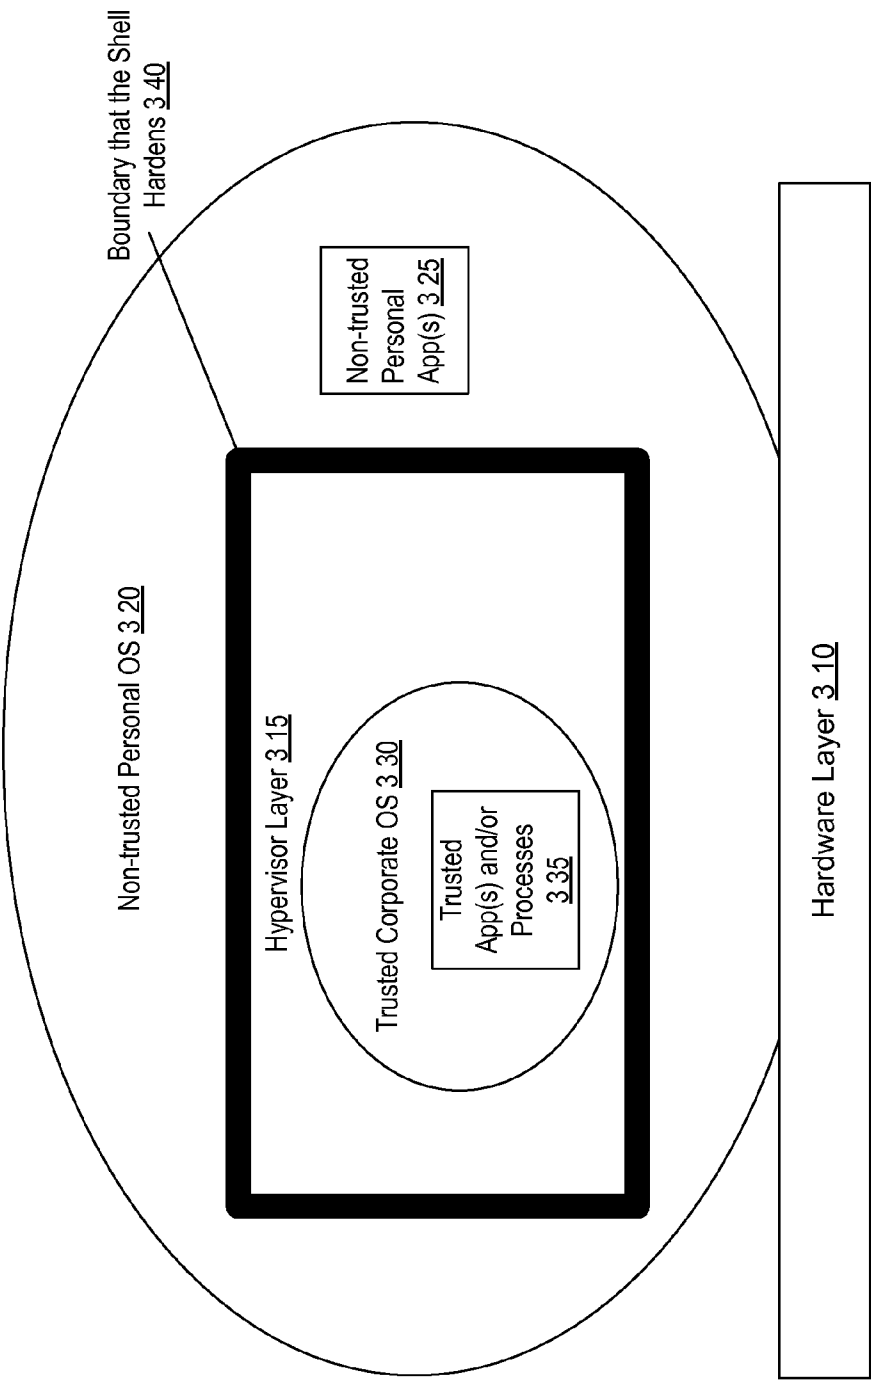 Boundary that the Shell
Hardens 3 40
Non-trusted Personal OS 3 20
Non-trusted
Personal
App(s) 3 25
Hypervisor Layer 3 15
Trusted Corporate OS 3 30
Trusted
App(s) and/or
Processes
3 35
Hardware Layer 3 10